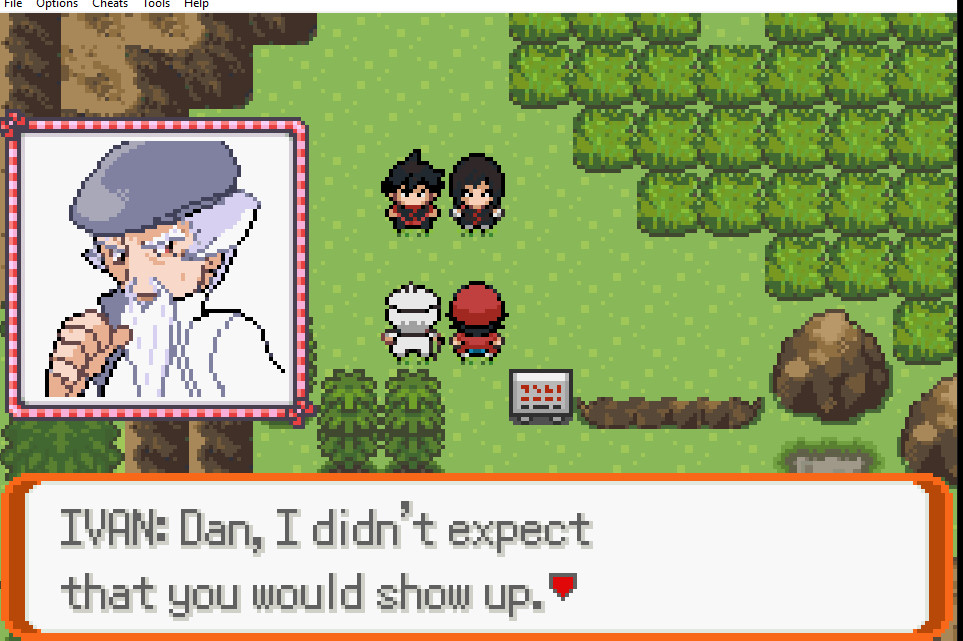 File Options Cheats Tools Help
IVAN: Dan, I didn't expect
that you would show up.